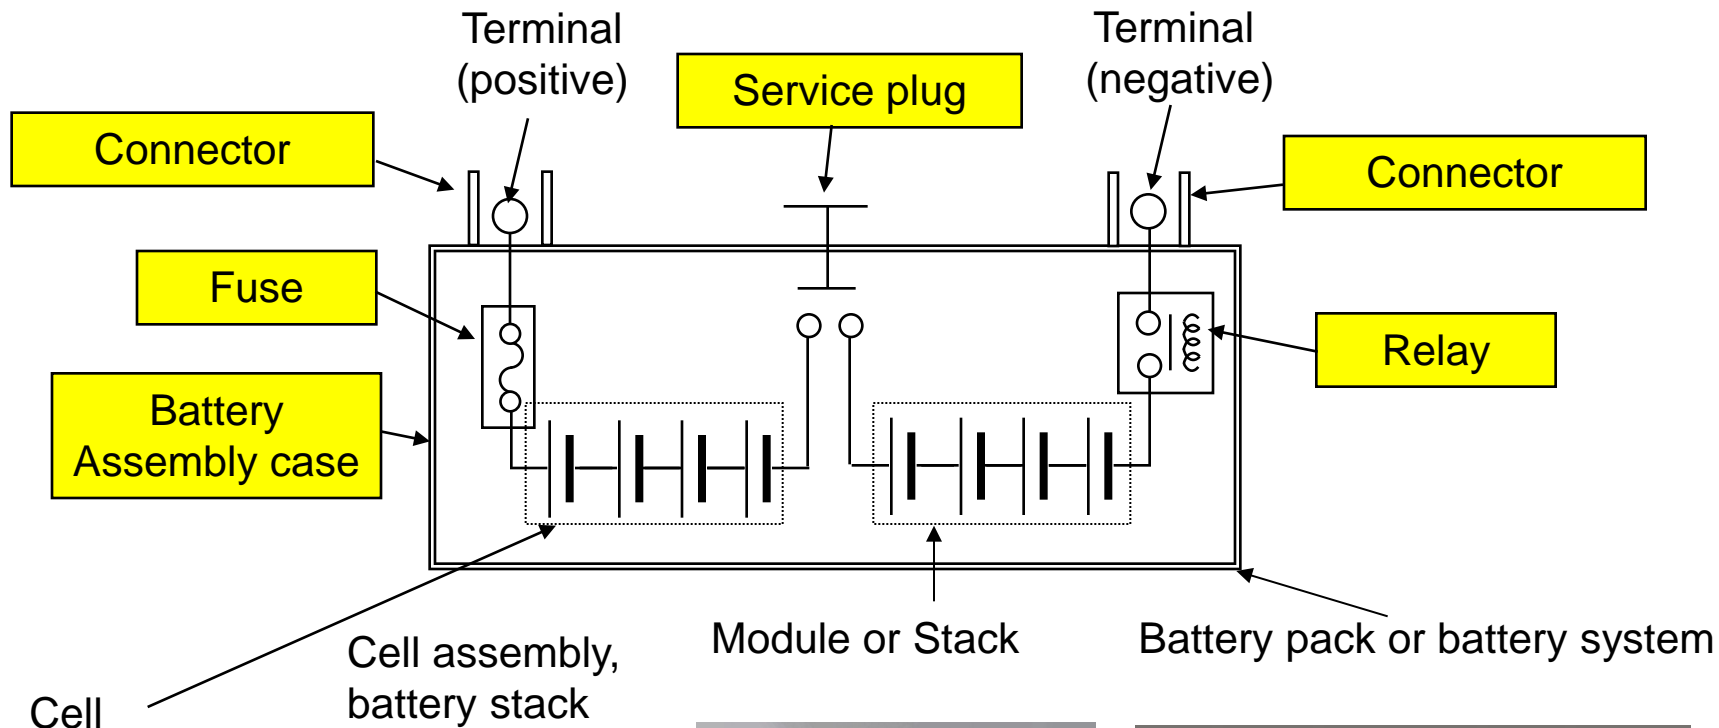 Terminal
(positive)
Terminal
(negative)
Service plug
Connector
Connector
Fuse
Relay
Battery
Assembly case
Module or Stack
Battery pack or battery system
Cell assembly,
battery stack
Cell